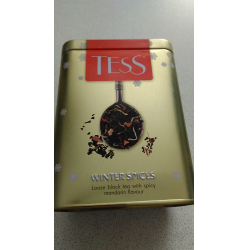 TESS
WINTER SPICES
Loose black tea with spicy
mandarin flavour